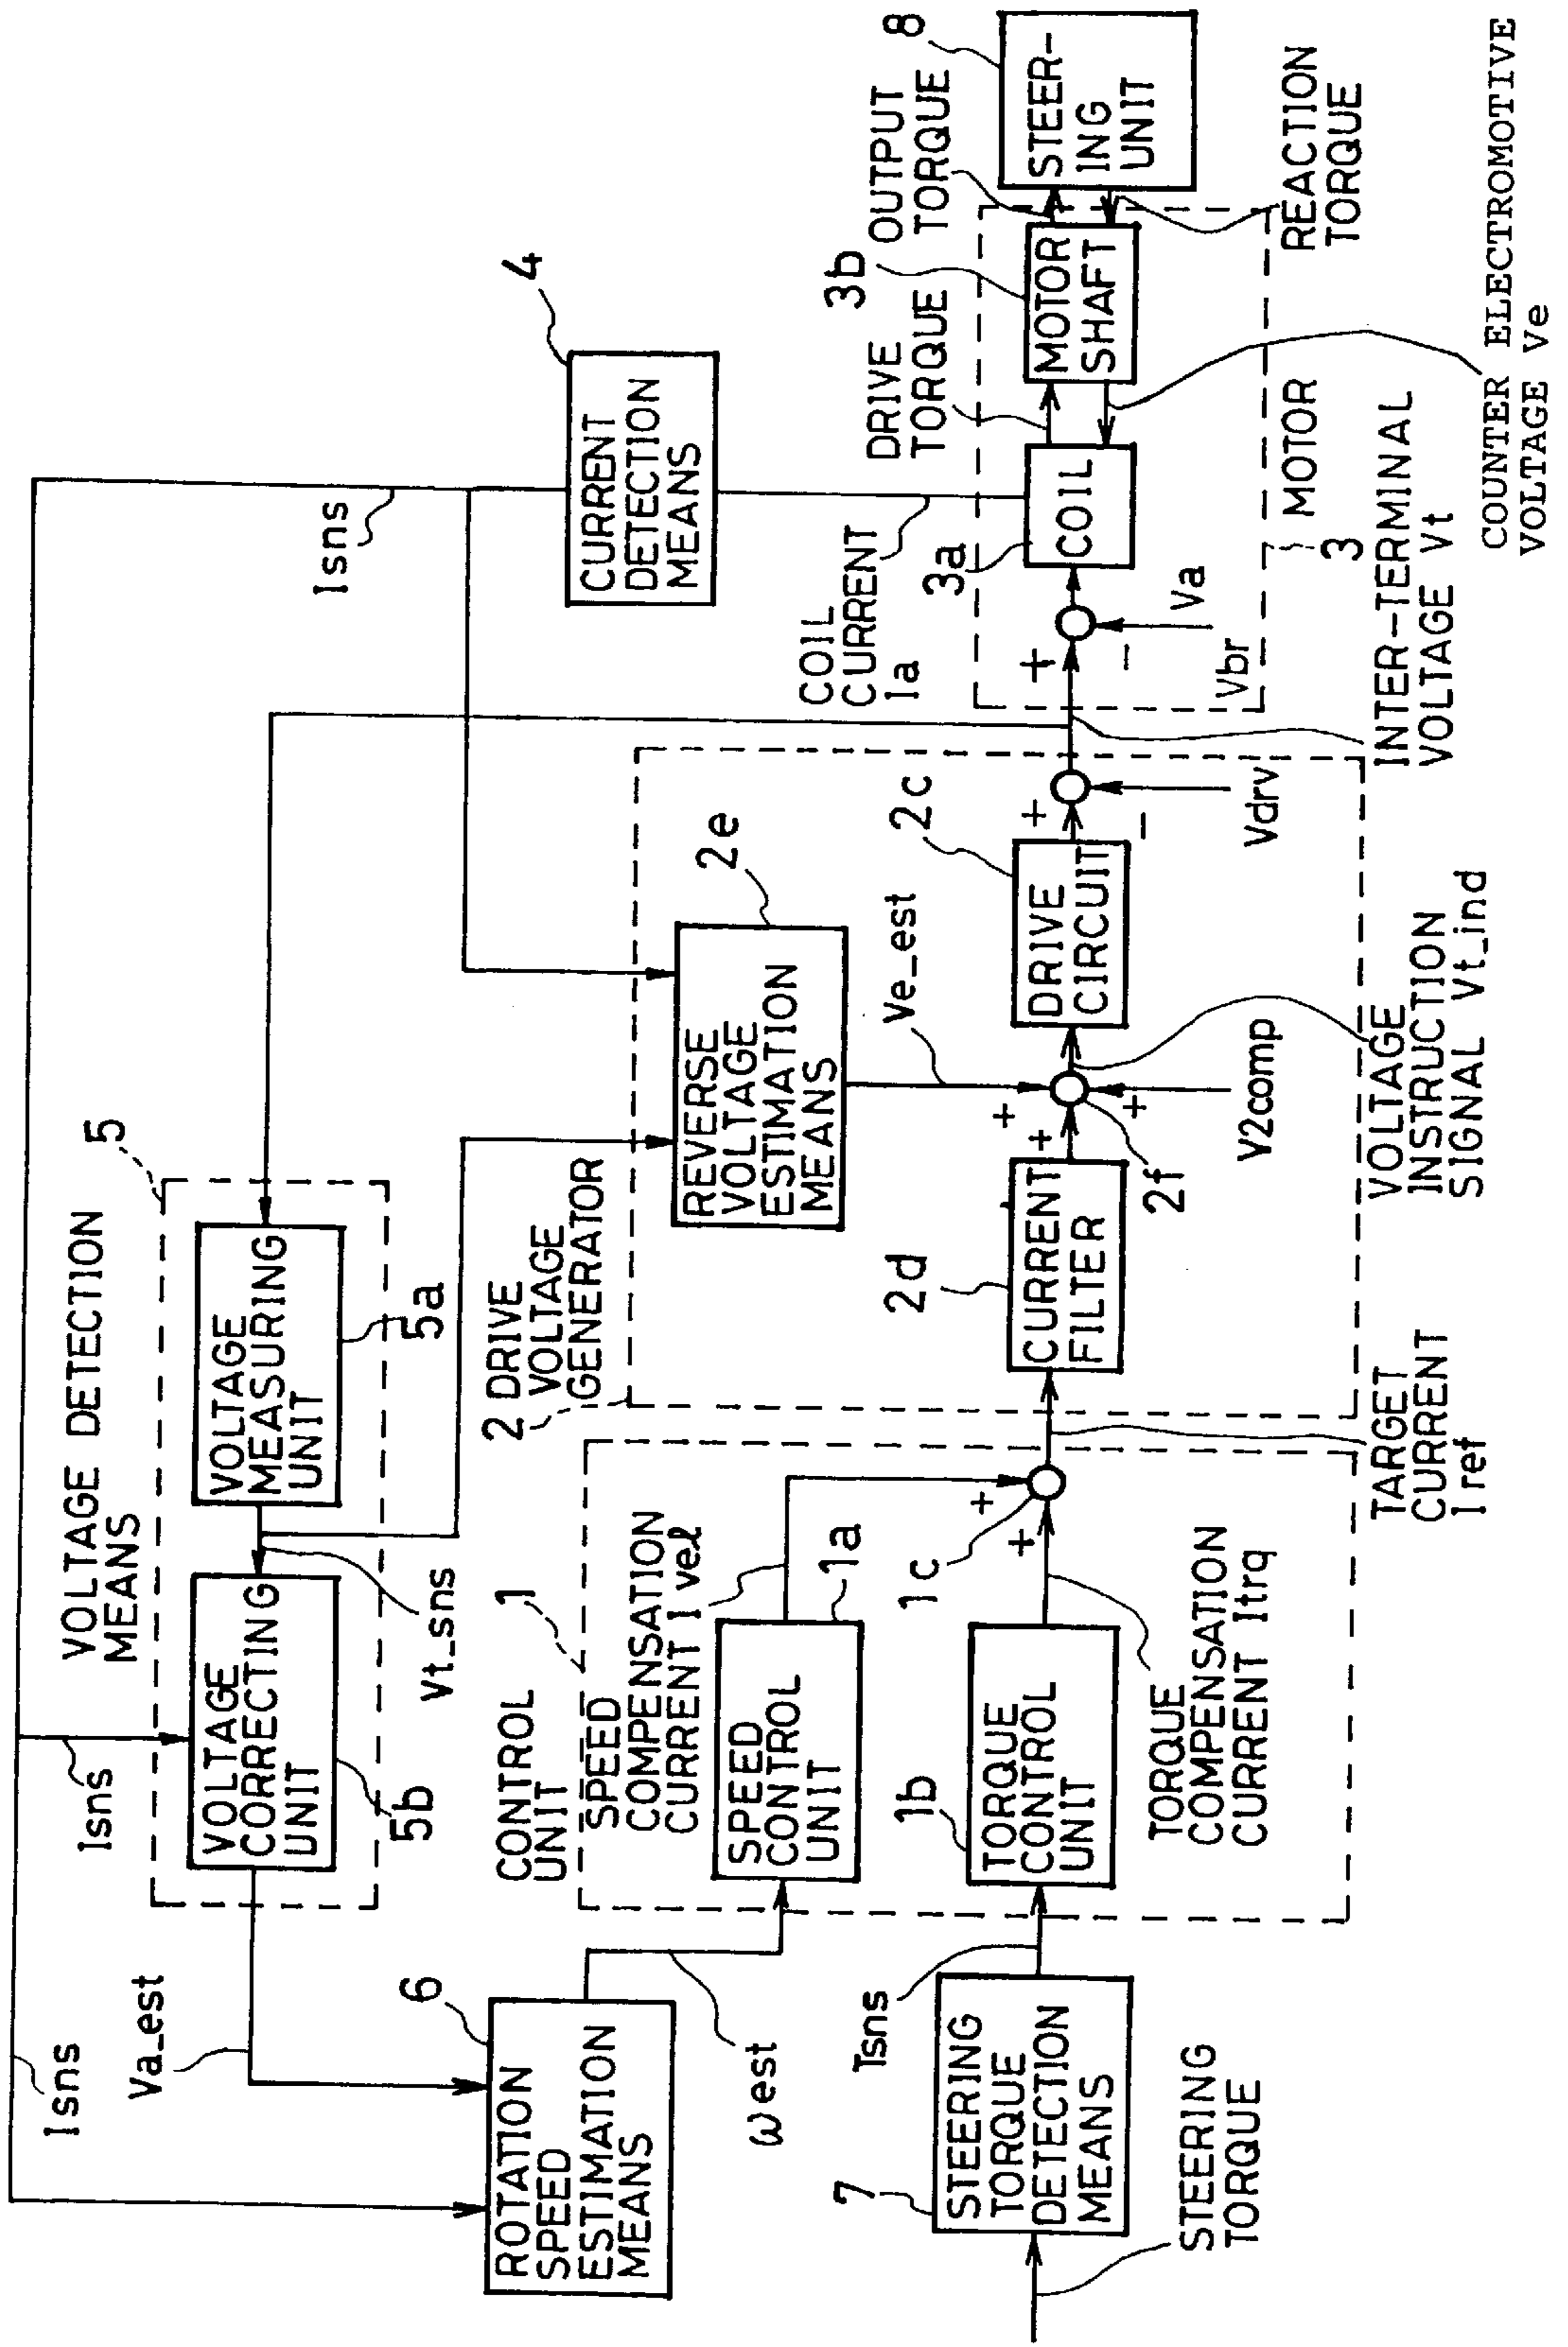 Isns
Va_est
Isns
VOLTAGE DETECTION
MEANS
5
VOLTAGE
CORRECTING
UNIT
5b
Vt_sns
VOLTAGE
MEASURING
UNIT
5a
Isns
4
CURRENT
DETECTION
MEANS
6
ROTATION
SPEED
ESTIMATION
MEANS
ωest
CONTROL
UNIT
1
SPEED
COMPENSATION
CURRENT I vel
SPEED
CONTROL
UNIT
1a
1b
TORQUE
CONTROL
UNIT
1c
+
+
TORQUE
COMPENSATION
CURRENT Itrq
7
STEERING
TORQUE
DETECTION
MEANS
Tsns
STEERING
TORQUE
2 DRIVE
VOLTAGE
GENERATOR
REVERSE
VOLTAGE
ESTIMATION
MEANS
2e
Ve_est
2d
CURRENT
FILTER
+
+
+
2f
V2comp
2c
DRIVE
CIRCUIT
+
−
Vdrv
TARGET
CURRENT
I ref
VOLTAGE
INSTRUCTION
SIGNAL Vt_ind
INTER-TERMINAL
VOLTAGE Vt
COIL
CURRENT
Ia
+
−
Vbr
Va
3a
COIL
DRIVE
TORQUE
3b
MOTOR
SHAFT
OUTPUT
TORQUE
8
STEER-
ING
UNIT
3
MOTOR
REACTION
TORQUE
COUNTER ELECTROMOTIVE
VOLTAGE Ve